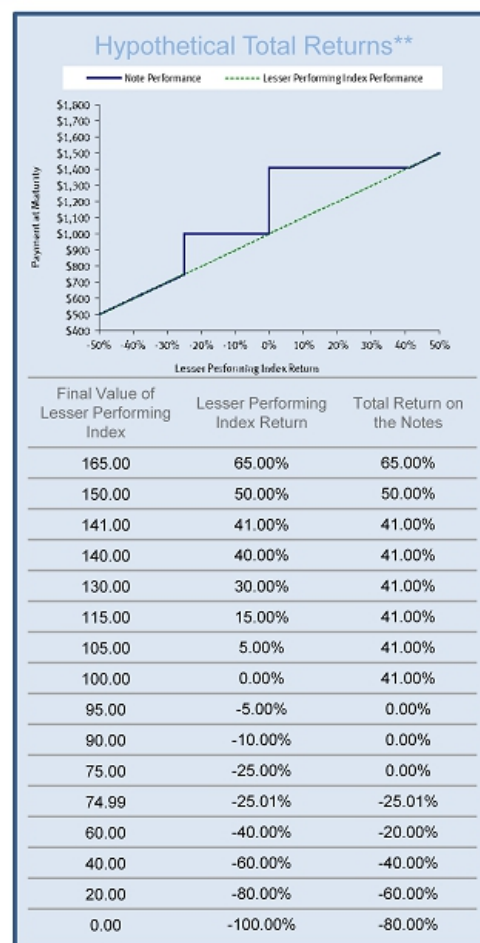 Hypothetical Total Returns**
Note Performance Lesser Performing Index Performance
$1,800
$1,700
$1,600
$1,500
$1,400
$1,300
$1,200
$1,100
$1,000
$900
$800
$700
$600
$500
$400
Payment at Maturity
-50% -40% -30% -20% -10% 0% 10% 20% 30% 40% 50%
Lesser Performing Index Return
Final Value of Lesser Performing Index Lesser Performing Index Return Total Return on the Notes
165.00 65.00% 65.00%
150.00 50.00% 50.00%
141.00 41.00% 41.00%
140.00 40.00% 41.00%
130.00 30.00% 41.00%
115.00 15.00% 41.00%
105.00 5.00% 41.00%
100.00 0.00% 41.00%
95.00 -5.00% 0.00%
90.00 -10.00% 0.00%
75.00 -25.00% 0.00%
74.99 -25.01% -25.01%
60.00 -40.00% -20.00%
40.00 -60.00% -40.00%
20.00 -80.00% -60.00%
0.00 -100.00% -80.00%